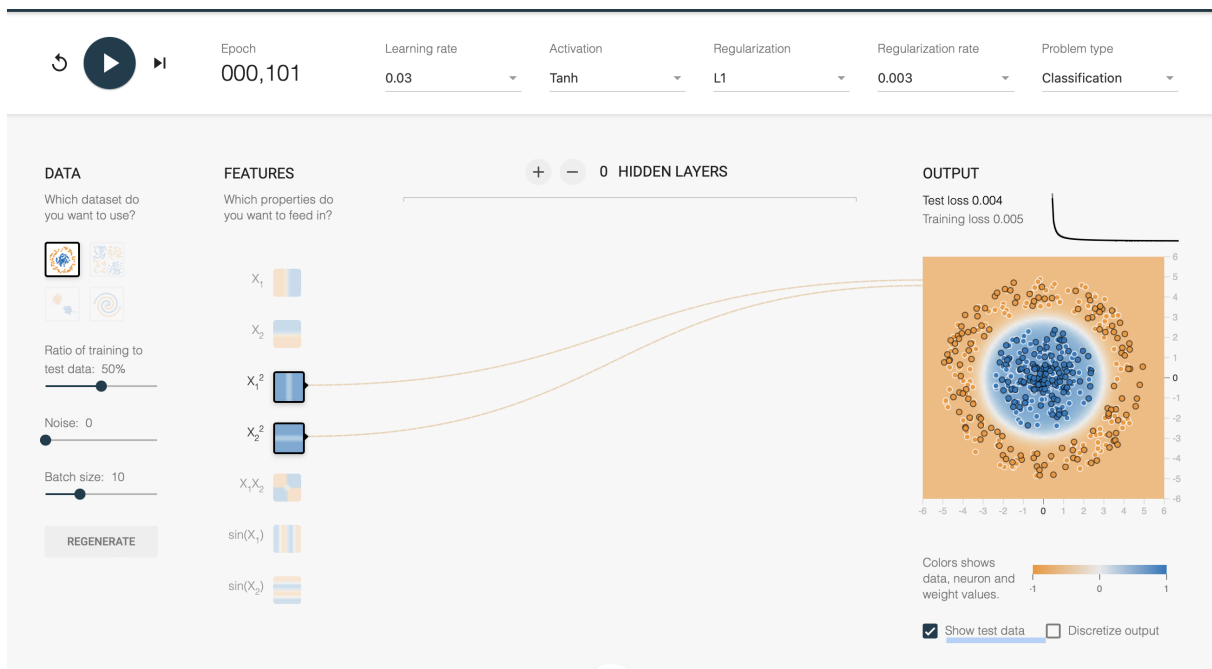 Epoch
000,101
Learning rate
0.03
Activation
Tanh
Regularization
L1
Regularization rate
0.003
Problem type
Classification
DATA
Which dataset do
you want to use?
Ratio of training to
test data: 50%
Noise: 0
Batch size: 10
REGENERATE
FEATURES
Which properties do
you want to feed in?
X₁
X₂
X₁²
X₂²
X₁X₂
sin(X₁)
sin(X₂)
+ − 0 HIDDEN LAYERS
OUTPUT
Test loss 0.004
Training loss 0.005
6
5
4
3
2
1
0
-1
-2
-3
-4
-5
-6
-6 -5 -4 -3 -2 -1 0 1 2 3 4 5 6
Colors shows
data, neuron and
weight values.
-1 0 1
Show test data
Discretize output